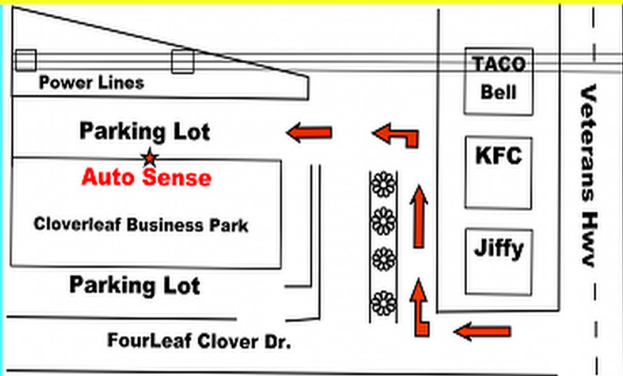 TACO
Bell
Power Lines
Parking Lot
KFC
Auto Sense
Cloverleaf Business Park
Jiffy
Parking Lot
FourLeaf Clover Dr.
Veterans Hwy